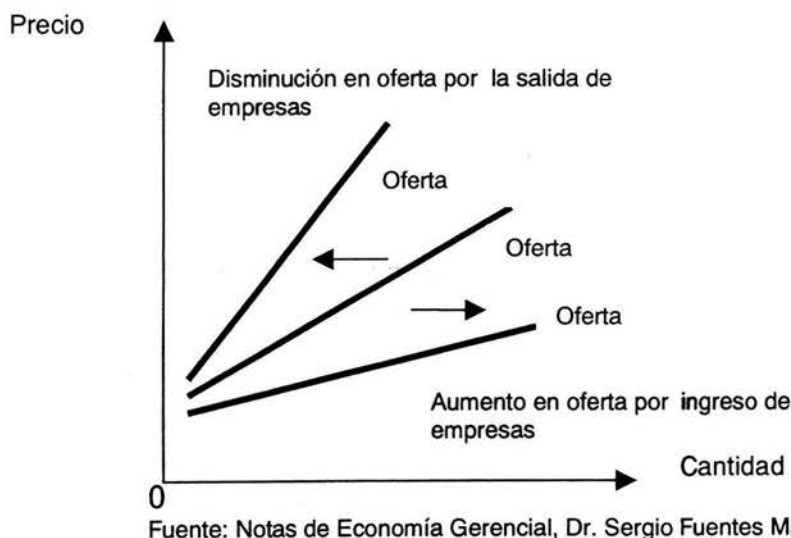 Precio
Disminución en oferta por la salida de
empresas
Oferta
Oferta
Oferta
Aumento en oferta por ingreso de
empresas
Cantidad
0
Fuente: Notas de Economía Gerencial, Dr. Sergio Fuentes M